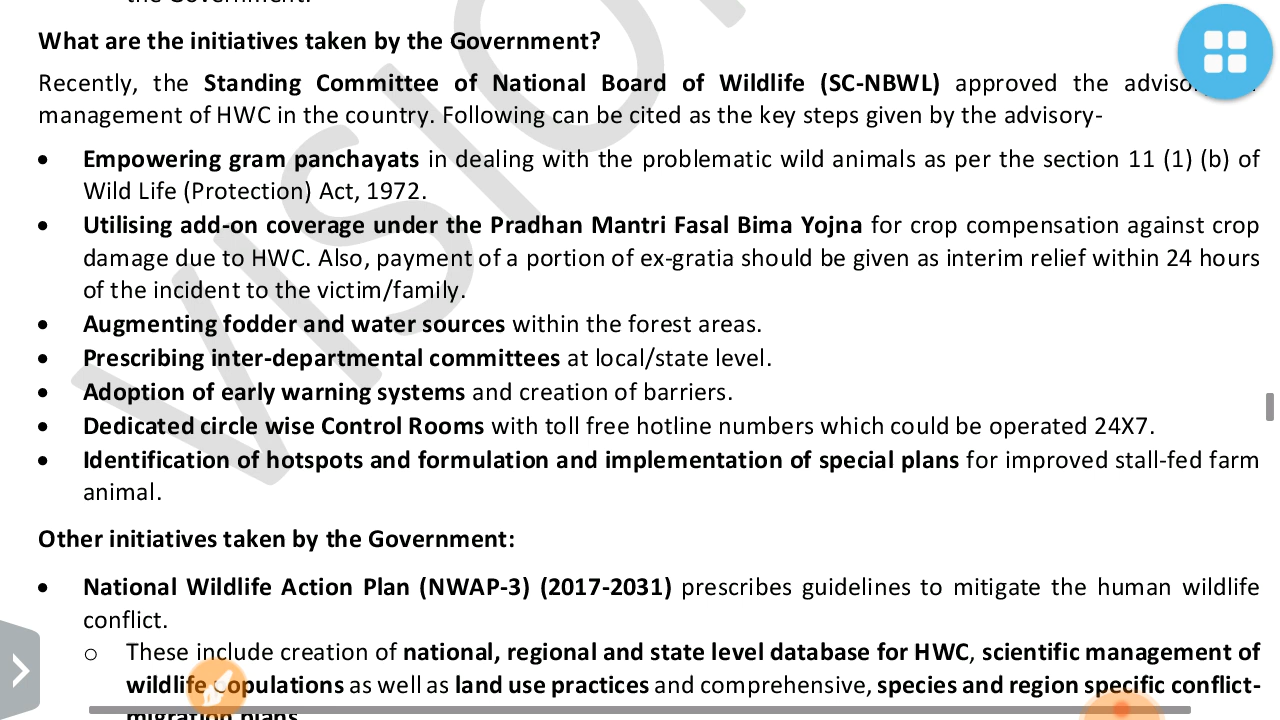 the Government.
What are the initiatives taken by the Government?
Recently, the Standing Committee of National Board of Wildlife (SC-NBWL) approved the
management of HWC in the country. Following can be cited as the key steps given by the advisory-
• Empowering gram panchayats in dealing with the problematic wild animals as per the section 11 (1) (b) of
Wild Life (Protection) Act, 1972.
• Utilising add-on coverage under the Pradhan Mantri Fasal Bima Yojna for crop compensation against crop
damage due to HWC. Also, payment of a portion of ex-gratia should be given as interim relief within 24 hours
of the incident to the victim/family.
• Augmenting fodder and water sources within the forest areas.
• Prescribing inter-departmental committees at local/state level.
• Adoption of early warning systems and creation of barriers.
• Dedicated circle wise Control Rooms with toll free hotline numbers which could be operated 24X7.
• Identification of hotspots and formulation and implementation of special plans for improved stall-fed farm
animal.
Other initiatives taken by the Government:
• National Wildlife Action Plan (NWAP-3) (2017-2031) prescribes guidelines to mitigate the human wildlife
conflict.
o These include creation of national, regional and state level database for HWC, scientific management of
wildlife copulations as well as land use practices and comprehensive, species and region specific conflict-
migration plans
VISION